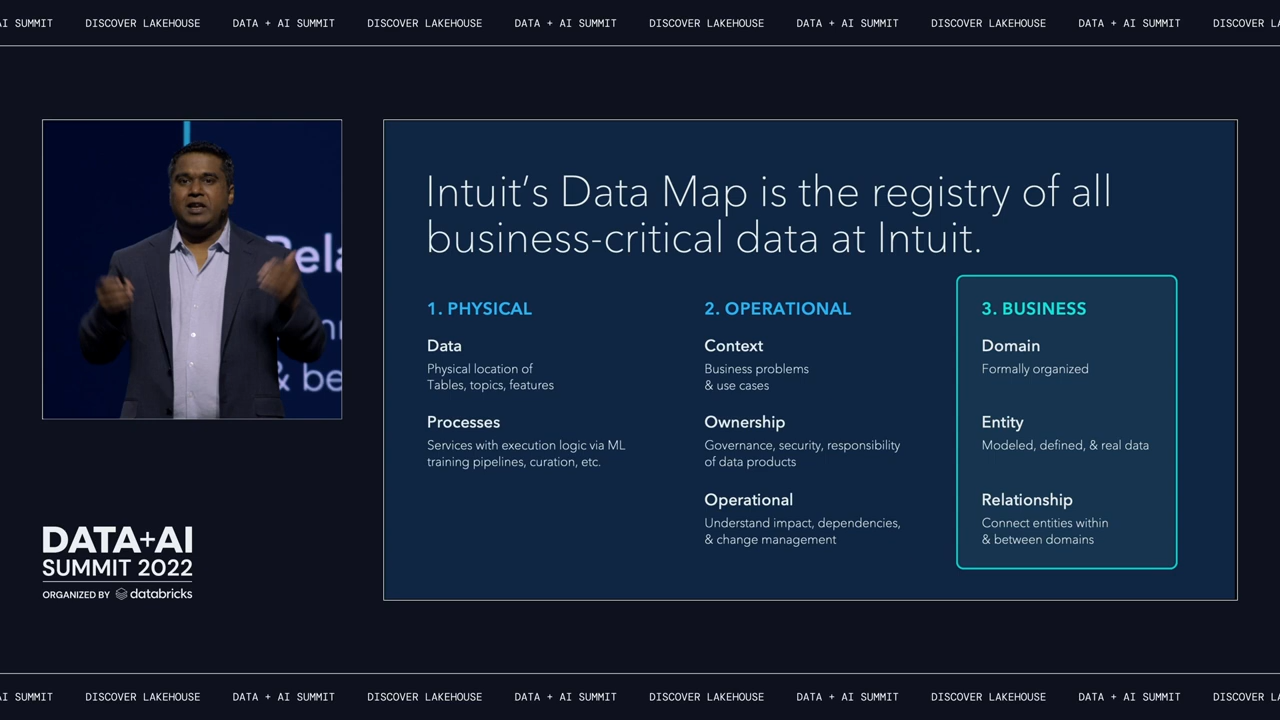 AI SUMMIT DISCOVER LAKEHOUSE DATA + AI SUMMIT DISCOVER LAKEHOUSE DATA + AI SUMMIT DISCOVER LAKEHOUSE DATA + AI SUMMIT DISCOVER LAKEHOUSE DATA + AI SUMMIT DISCOVER
Intuit’s Data Map is the registry of all
business-critical data at Intuit.
1. PHYSICAL
Data
Physical location of
Tables, topics, features
Processes
Services with execution logic via ML
training pipelines, curation, etc.
2. OPERATIONAL
Context
Business problems
& use cases
Ownership
Governance, security, responsibility
of data products
Operational
Understand impact, dependencies,
& change management
3. BUSINESS
Domain
Formally organized
Entity
Modeled, defined, & real data
Relationship
Connect entities within
& between domains
DATA+AI
SUMMIT 2022
ORGANIZED BY databricks
AI SUMMIT DISCOVER LAKEHOUSE DATA + AI SUMMIT DISCOVER LAKEHOUSE DATA + AI SUMMIT DISCOVER LAKEHOUSE DATA + AI SUMMIT DISCOVER LAKEHOUSE DATA + AI SUMMIT DISCOVER